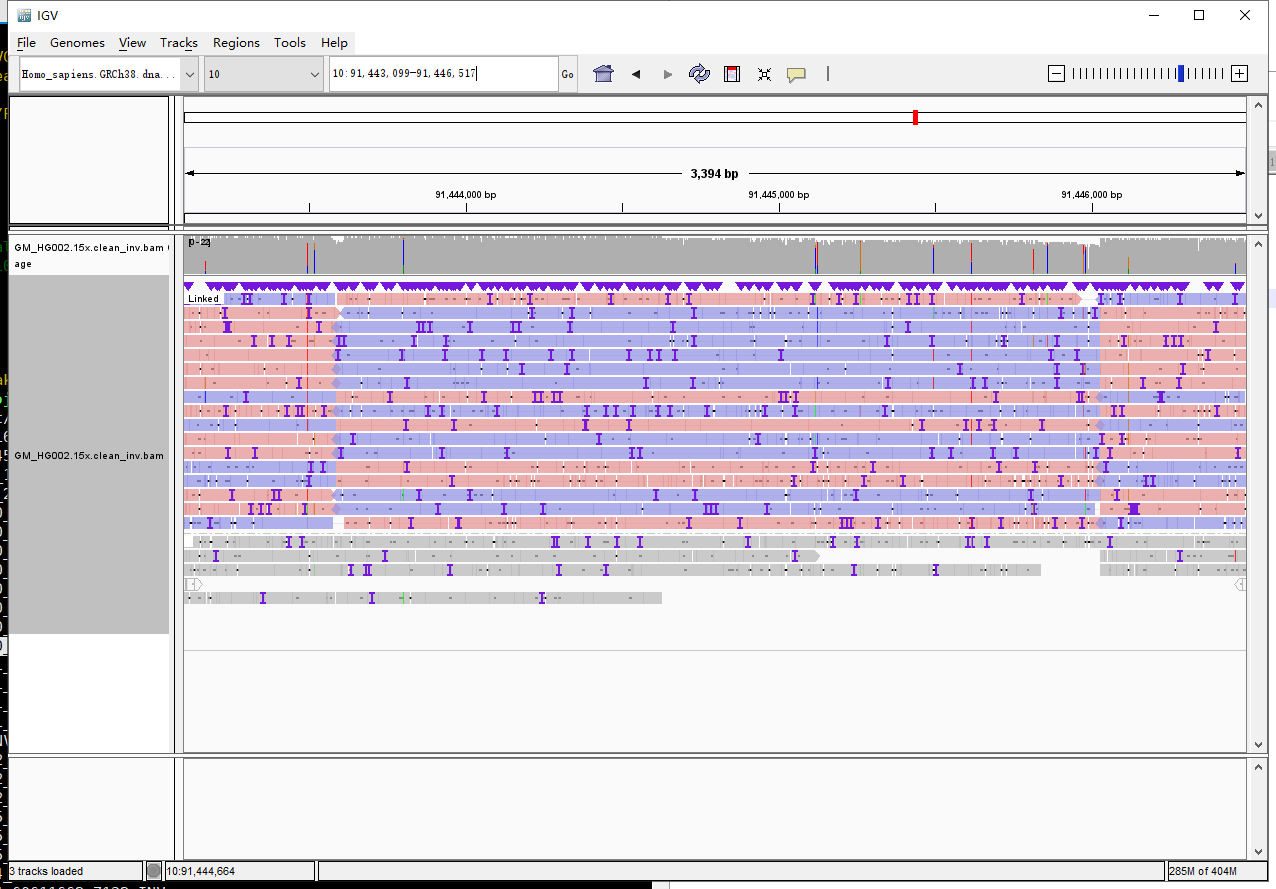 IGV
File Genomes View Tracks Regions Tools Help
Homo_sapiens.GRCh38.dna... 10 10:91,443,099-91,446,517 Go
3,394 bp
91,444,000 bp 91,445,000 bp 91,446,000 bp
GM_HG002.15x.clean_inv.bam
age
[0-22]
Linked
GM_HG002.15x.clean_inv.bam
3 tracks loaded 10:91,444,664 285M of 404M